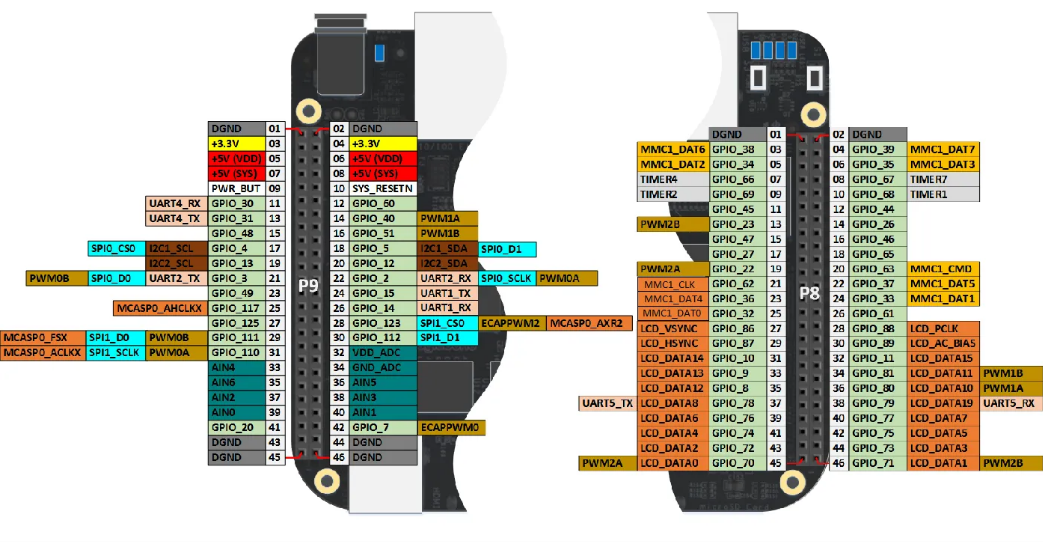 DGND 01 02 DGND
+3.3V 03 04 +3.3V
+5V (VDD) 05 06 +5V (VDD)
+5V (SYS) 07 08 +5V (SYS)
PWR_BUT 09 10 SYS_RESETN
UART4_RX GPIO_30 11 12 GPIO_60
UART4_TX GPIO_31 13 14 GPIO_40 PWM1A
GPIO_48 15 16 GPIO_51 PWM1B
SPI0_CS0 I2C1_SCL GPIO_4 17 18 GPIO_5 I2C1_SDA SPI0_D1
I2C2_SCL GPIO_13 19 20 GPIO_12 I2C2_SDA
PWM0B SPI0_D0 UART2_TX GPIO_3 21 22 GPIO_2 UART2_RX SPI0_SCLK PWM0A
GPIO_49 23 24 GPIO_15 UART1_TX
MCASP0_AHCLKX GPIO_117 25 26 GPIO_14 UART1_RX
GPIO_125 27 28 GPIO_123 SPI1_CS0 ECAPPWM2 MCASP0_AXR2
MCASP0_FSX SPI1_D0 PWM0B GPIO_111 29 30 GPIO_112 SPI1_D1
MCASP0_ACLKX SPI1_SCLK PWM0A GPIO_110 31 32 VDD_ADC
AIN4 33 34 GND_ADC
AIN6 35 36 AIN5
AIN2 37 38 AIN3
AIN0 39 40 AIN1
GPIO_20 41 42 GPIO_7 ECAPPWM0
DGND 43 44 DGND
DGND 45 46 DGND
P9
DGND 01 02 DGND
MMC1_DAT6 GPIO_38 03 04 GPIO_39 MMC1_DAT7
MMC1_DAT2 GPIO_34 05 06 GPIO_35 MMC1_DAT3
TIMER4 GPIO_66 07 08 GPIO_67 TIMER7
TIMER2 GPIO_69 09 10 GPIO_68 TIMER1
GPIO_45 11 12 GPIO_44
PWM2B GPIO_23 13 14 GPIO_26
GPIO_47 15 16 GPIO_46
GPIO_27 17 18 GPIO_65
PWM2A GPIO_22 19 20 GPIO_63 MMC1_CMD
MMC1_CLK GPIO_62 21 22 GPIO_37 MMC1_DAT5
MMC1_DAT4 GPIO_36 23 24 GPIO_33 MMC1_DAT1
MMC1_DAT0 GPIO_32 25 26 GPIO_61
LCD_VSYNC GPIO_86 27 28 GPIO_88 LCD_PCLK
LCD_HSYNC GPIO_87 29 30 GPIO_89 LCD_AC_BIAS
LCD_DATA14 GPIO_10 31 32 GPIO_11 LCD_DATA15
LCD_DATA13 GPIO_9 33 34 GPIO_81 LCD_DATA11 PWM1B
LCD_DATA12 GPIO_8 35 36 GPIO_80 LCD_DATA10 PWM1A
UART5_TX LCD_DATA8 GPIO_78 37 38 GPIO_79 LCD_DATA19 UART5_RX
LCD_DATA6 GPIO_76 39 40 GPIO_77 LCD_DATA7
LCD_DATA4 GPIO_74 41 42 GPIO_75 LCD_DATA5
LCD_DATA2 GPIO_72 43 44 GPIO_73 LCD_DATA3
PWM2A LCD_DATA0 GPIO_70 45 46 GPIO_71 LCD_DATA1 PWM2B
P8